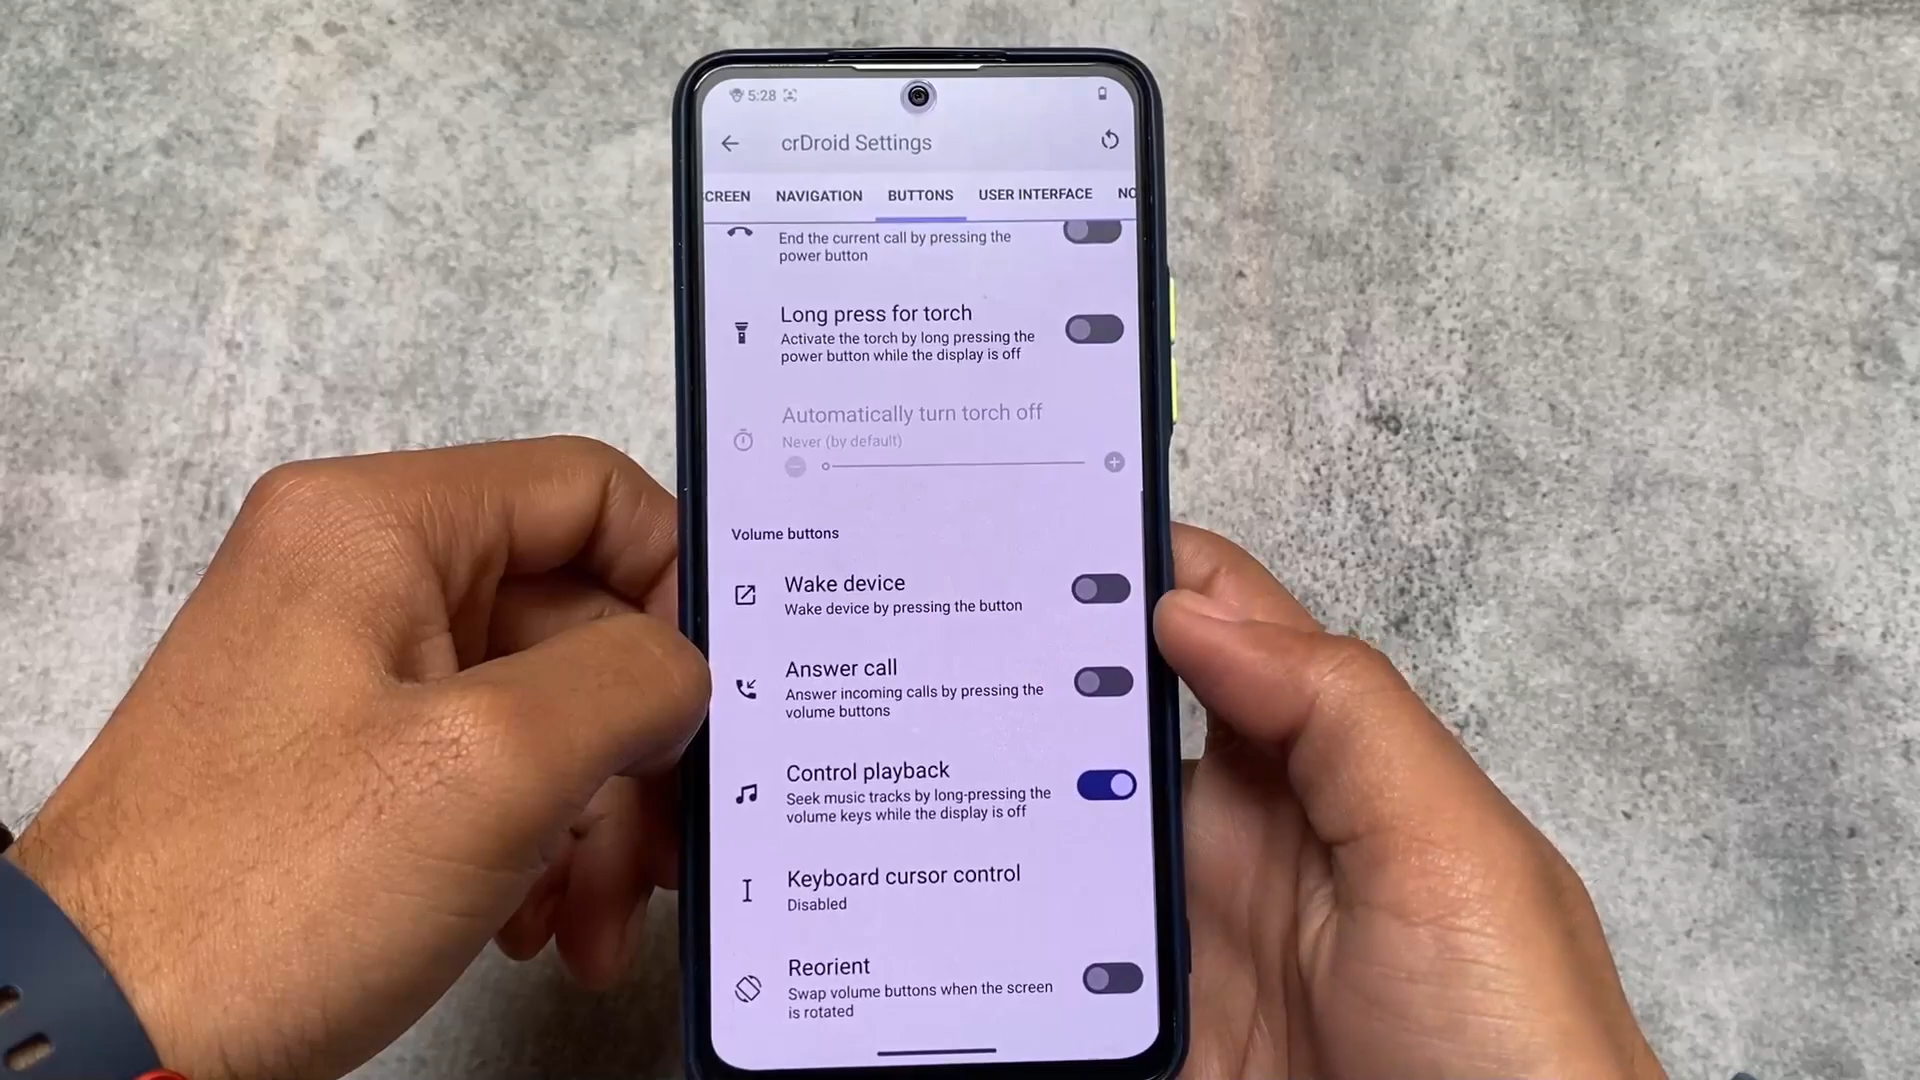 5:28
crDroid Settings
CREEN NAVIGATION BUTTONS USER INTERFACE NO
End the current call by pressing the
power button
Long press for torch
Activate the torch by long pressing the
power button while the display is off
Automatically turn torch off
Never (by default)
Volume buttons
Wake device
Wake device by pressing the button
Answer call
Answer incoming calls by pressing the
volume buttons
Control playback
Seek music tracks by long-pressing the
volume keys while the display is off
Keyboard cursor control
Disabled
Reorient
Swap volume buttons when the screen
is rotated